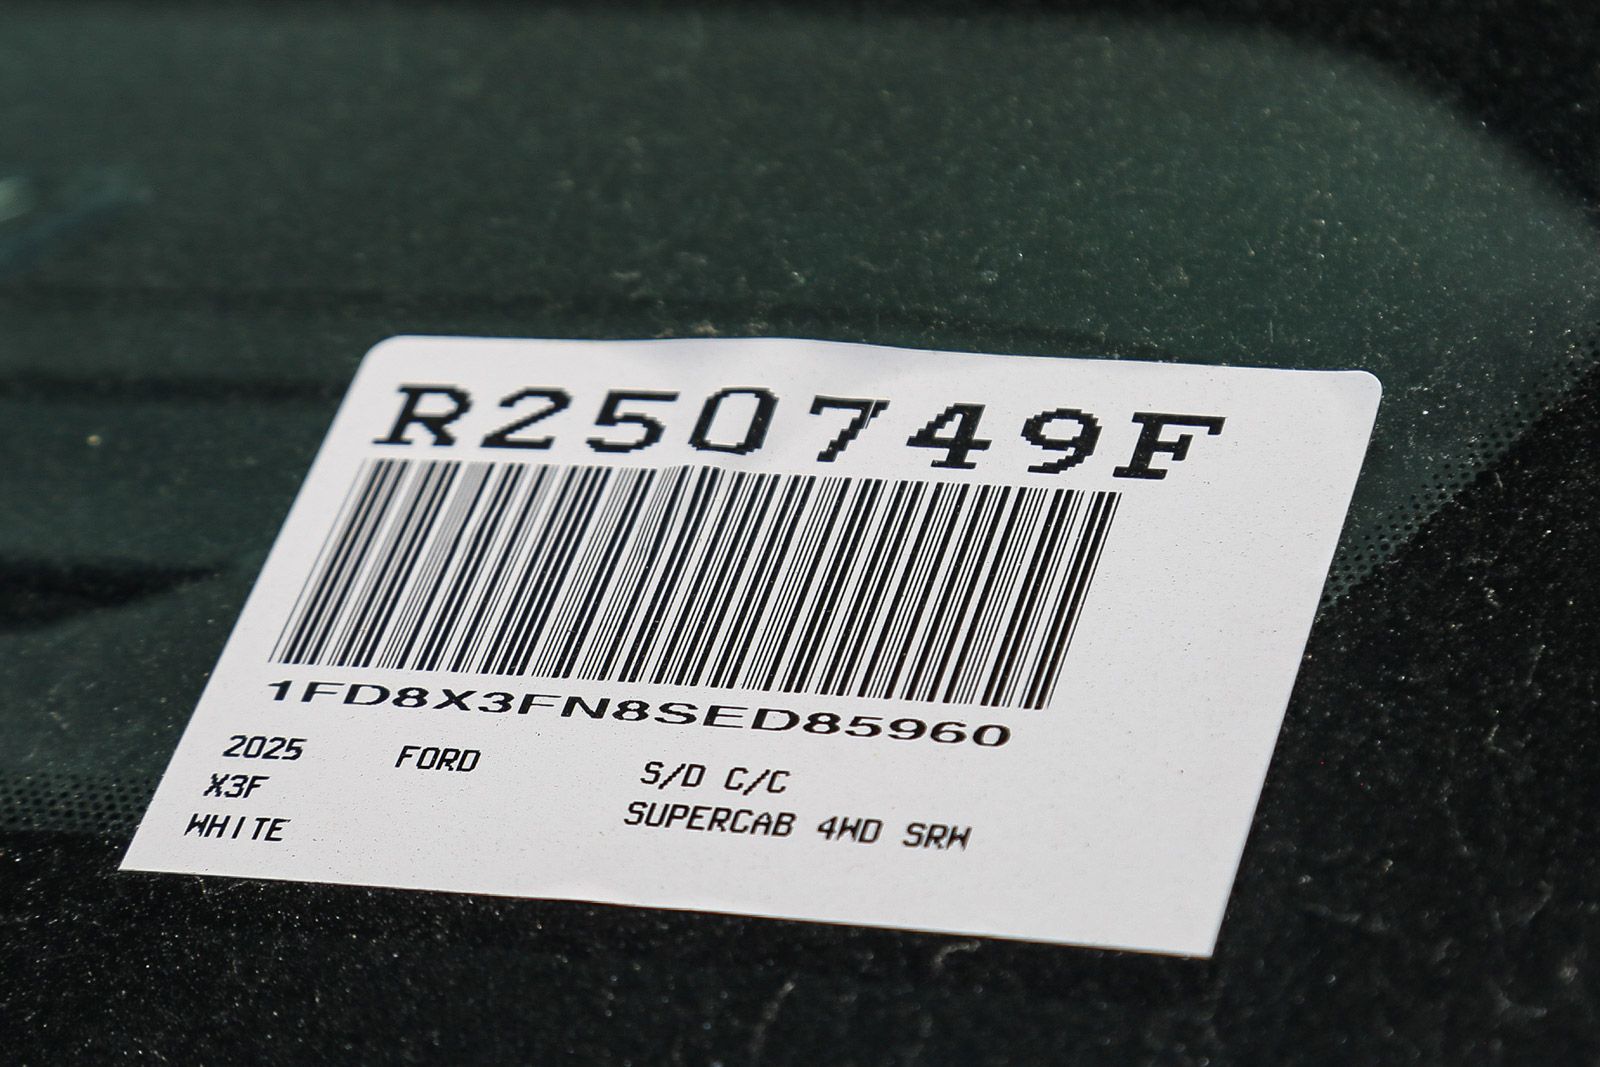 R250749F
1FD8X3FN8SED85960
2025 FORD S/D C/C
X3F SUPERCAB 4WD SRW
WHITE